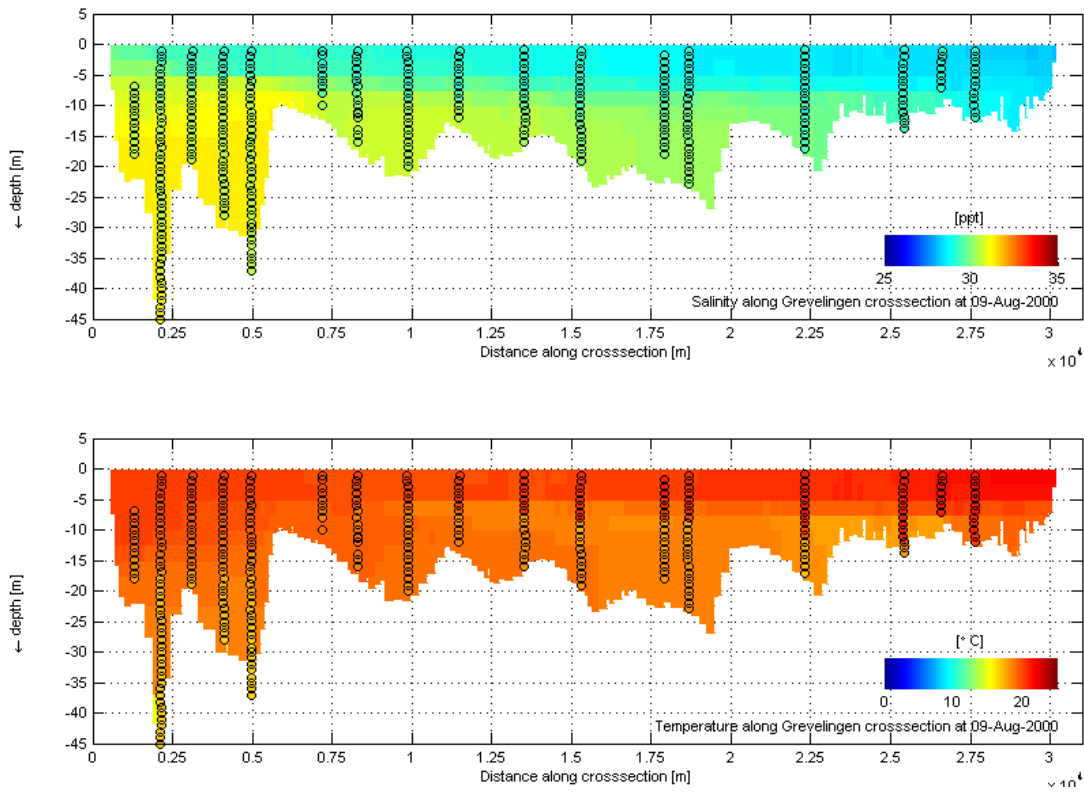 5
0
-5
-10
-15
-20
-25
-30
-35
-40
-45
← depth [m]
[ppt]
25 30 35
Salinity along Grevelingen crosssection at 09-Aug-2000
0 0.25 0.5 0.75 1 1.25 1.5 1.75 2 2.25 2.5 2.75 3
Distance along crosssection [m]
x 10⁴
5
0
-5
-10
-15
-20
-25
-30
-35
-40
-45
← depth [m]
[° C]
0 10 20
Temperature along Grevelingen crosssection at 09-Aug-2000
0 0.25 0.5 0.75 1 1.25 1.5 1.75 2 2.25 2.5 2.75 3
Distance along crosssection [m]
x 10⁴